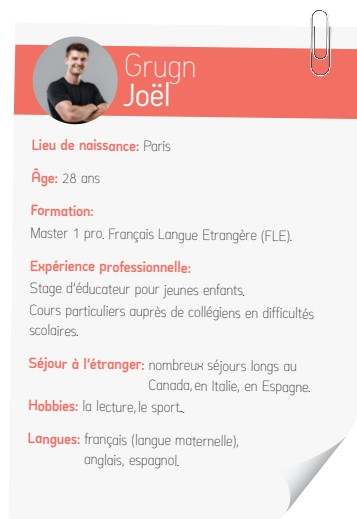 Grugn
Joël
Lieu de naissance: Paris
Âge: 28 ans
Formation:
Master 1 pro. Français Langue Etrangère (FLE).
Expérience professionnelle:
Stage d'éducateur pour jeunes enfants.
Cours particuliers auprès de collégiens en difficultés
scolaires.
Séjour à l'étranger: nombreux séjours longs au
Canada, en Italie, en Espagne.
Hobbies: la lecture, le sport...
Langues: français (langue maternelle),
anglais, espagnol.